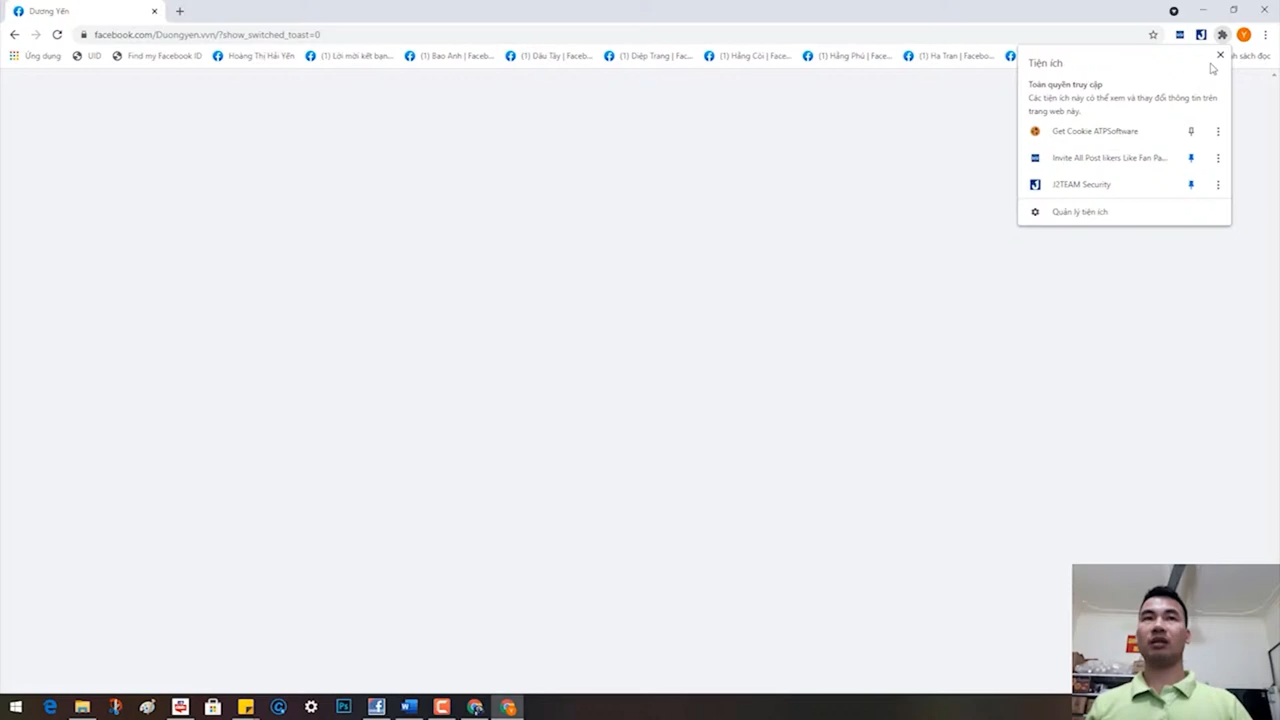 Dương Yến
facebook.com/Duongyen.vvn/?show_switched_toast=0
Ứng dụng
UID
Find my Facebook ID
Hoàng Thị Hải Yến
(1) Lời mời kết bạn...
(1) Bao Anh | Faceb...
(1) Dâu Tây | Faceb...
(1) Diệp Trang | Fac...
(1) Hằng Còi | Face...
(1) Hằng Phú | Face...
(1) Ha Tran | Facebo...
h sách đọc
Tiện ích
Toàn quyền truy cập
Các tiện ích này có thể xem và thay đổi thông tin trên
trang web này.
Get Cookie ATPSoftware
Invite All Post likers Like Fan Pa...
J2TEAM Security
Quản lý tiện ích